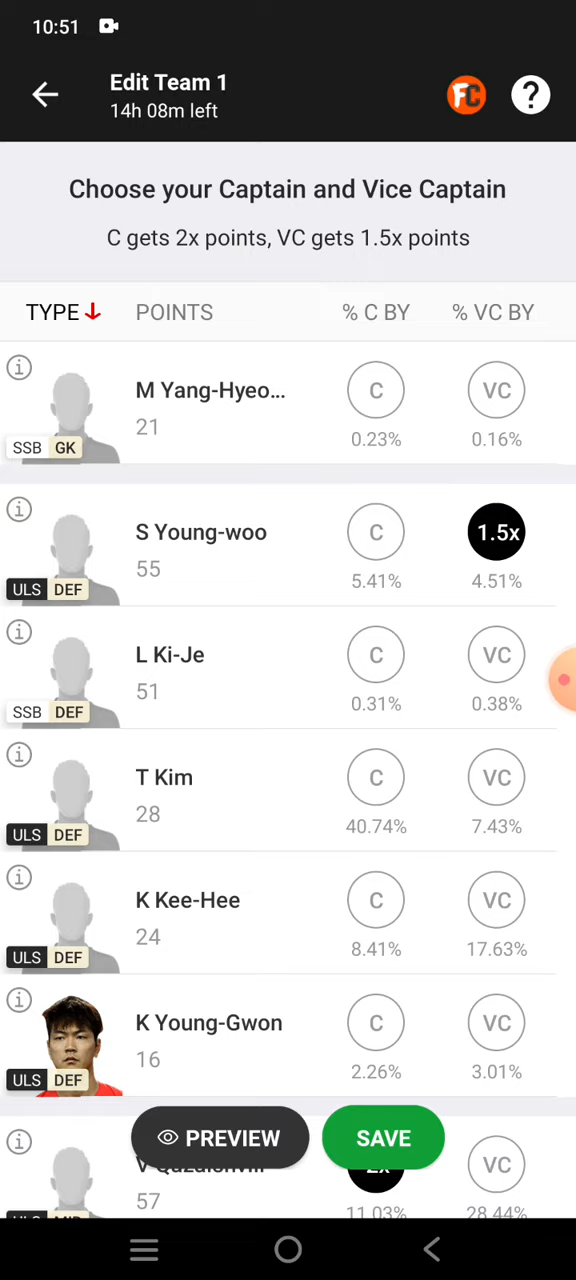 10:51
Edit Team 1
14h 08m left
FC
?
Choose your Captain and Vice Captain
C gets 2x points, VC gets 1.5x points
TYPE POINTS % C BY % VC BY
i
M Yang-Hyeo...
21
C
VC
0.23%
0.16%
SSB GK
i
S Young-woo
55
C
1.5x
5.41%
4.51%
ULS DEF
i
L Ki-Je
51
C
VC
0.31%
0.38%
SSB DEF
i
T Kim
28
C
VC
40.74%
7.43%
ULS DEF
i
K Kee-Hee
24
C
VC
8.41%
17.63%
ULS DEF
i
K Young-Gwon
16
C
VC
2.26%
3.01%
ULS DEF
PREVIEW
SAVE
i
V
57
2x
VC
11.03%
28.44%
ULS MID